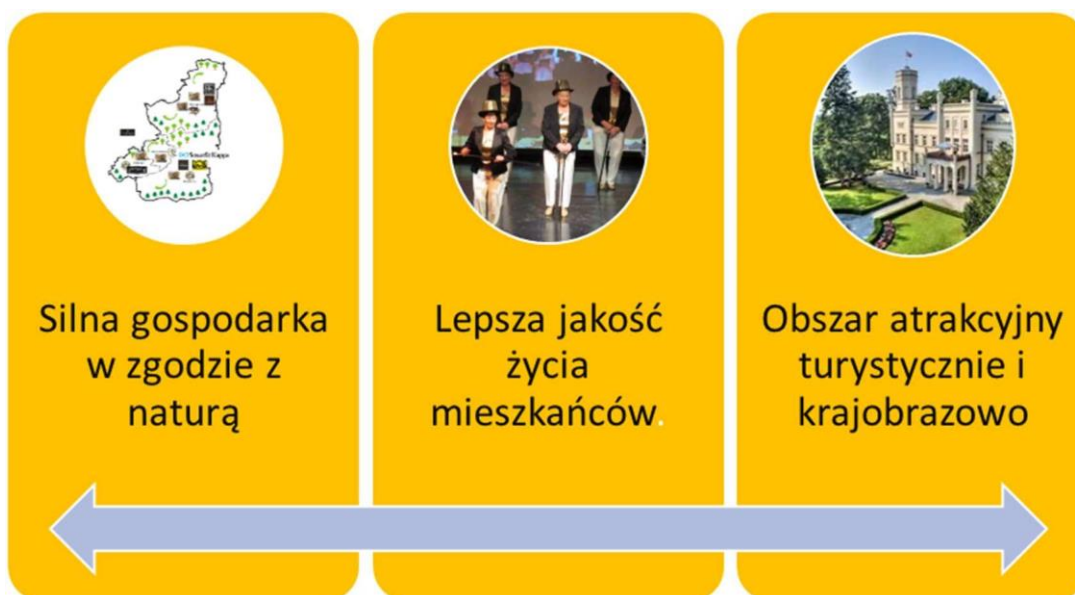 Silna gospodarka
w zgodzie z
naturą
Lepsza jakość
życia
mieszkańców.
Obszar atrakcyjny
turystycznie i
krajobrazowo